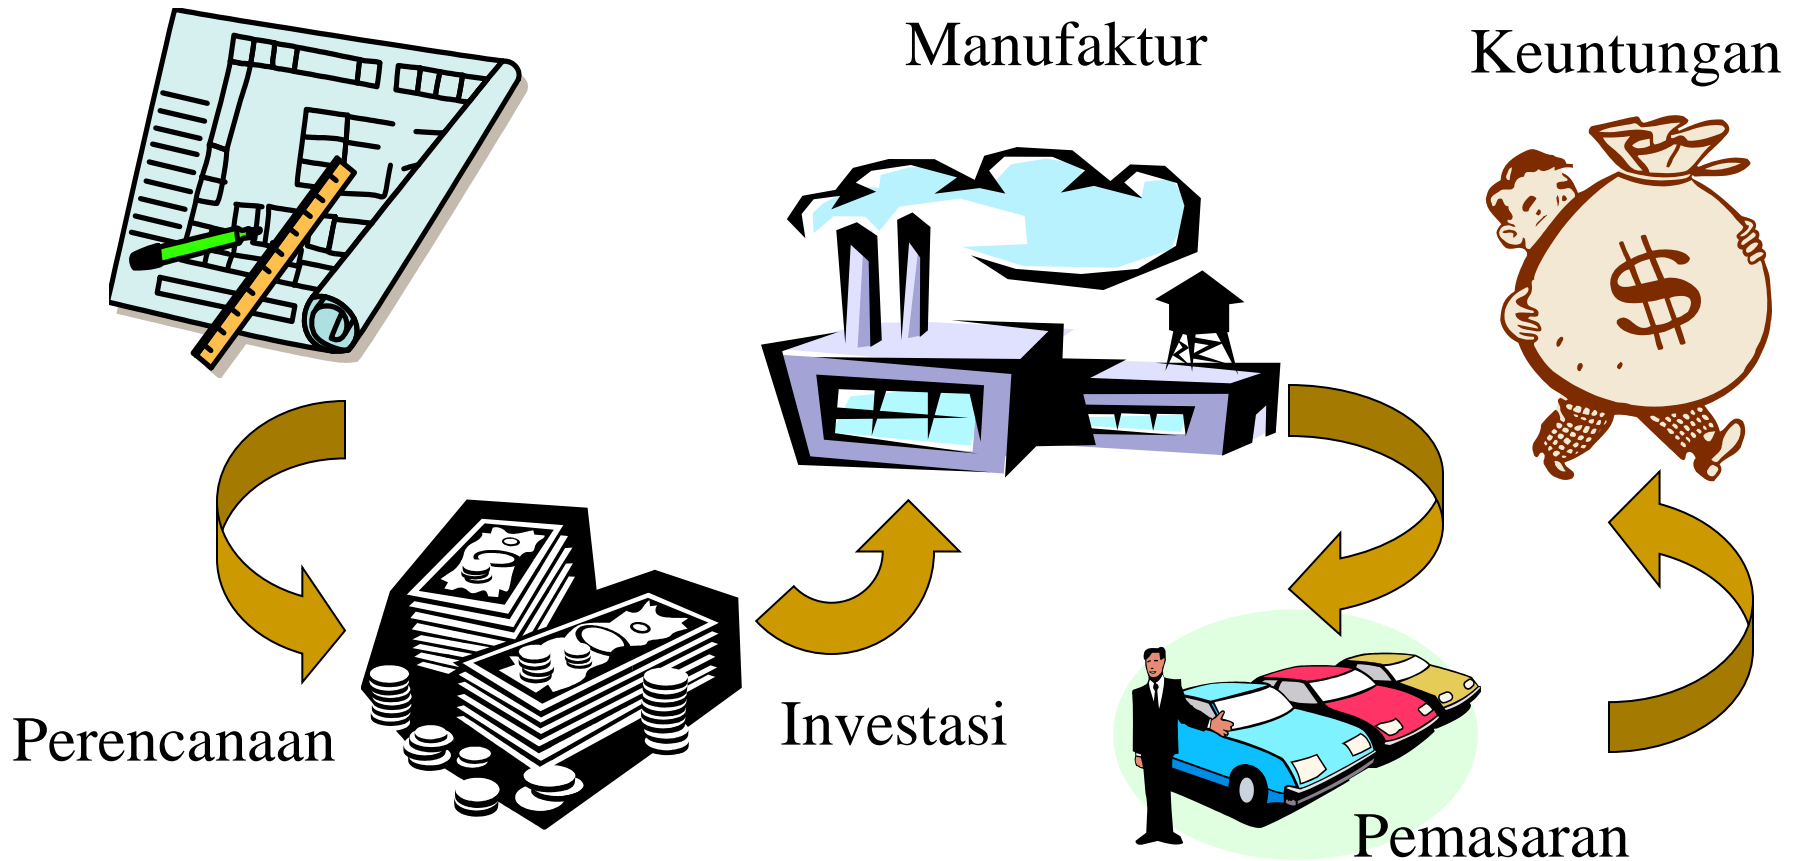 Manufaktur
Keuntungan
$
Perencanaan
Investasi
Pemasaran